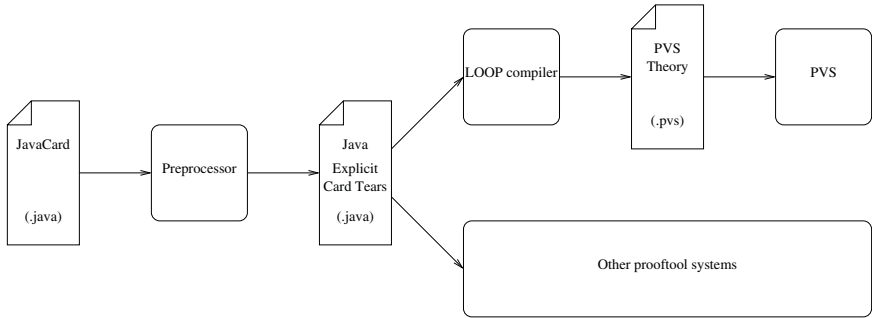 JavaCard
(.java)
Preprocessor
Java
Explicit
Card Tears
(.java)
LOOP compiler
PVS
Theory
(.pvs)
PVS
Other prooftool systems